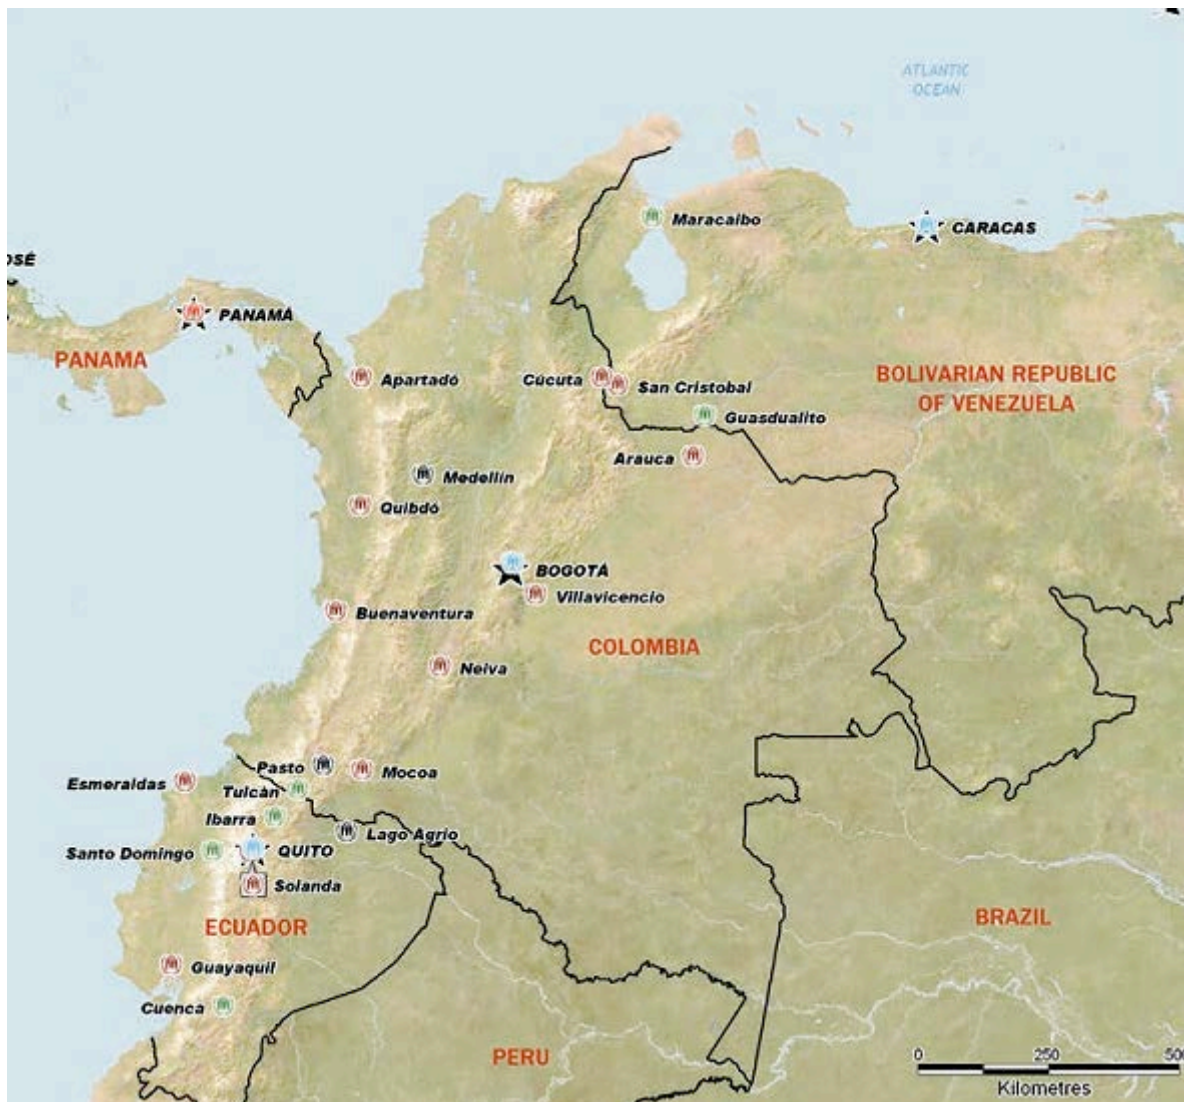 ATLANTIC
OCEAN
Maracaibo
CARACAS
OSÉ
PANAMÁ
PANAMA
Apartadó
Cúcuta
San Cristobal
BOLIVARIAN REPUBLIC
OF VENEZUELA
Guasdualito
Arauca
Medellín
Quibdó
BOGOTÁ
Villavicencio
Buenaventura
COLOMBIA
Neiva
Pasto
Mocoa
Esmeraldas
Tulcán
Ibarra
Lago Agrio
Santo Domingo
QUITO
Solanda
ECUADOR
BRAZIL
Guayaquil
Cuenca
PERU
0 250 500
Kilometres